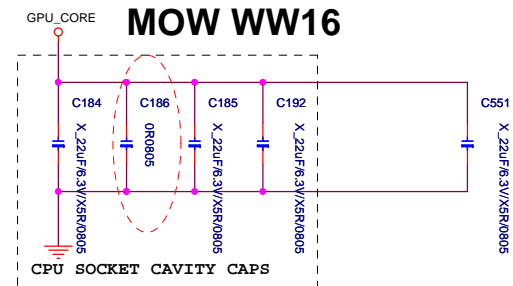 GPU_CORE
MOW WW16
C184
C186
C185
C192
C551
X_22uF/6.3V/X5R/0805
0R0805
X_22uF/6.3V/X5R/0805
X_22uF/6.3V/X5R/0805
X_22uF/6.3V/X5R/0805
CPU SOCKET CAVITY CAPS